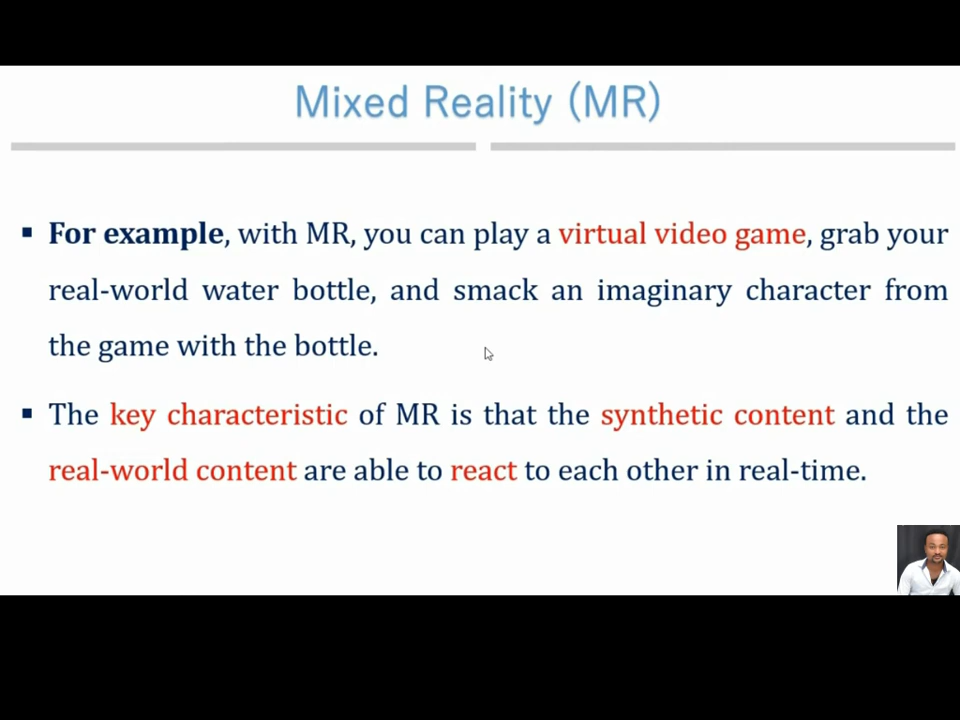 Mixed Reality (MR)
▪ For example, with MR, you can play a virtual video game, grab your
real-world water bottle, and smack an imaginary character from
the game with the bottle.
▪ The key characteristic of MR is that the synthetic content and the
real-world content are able to react to each other in real-time.